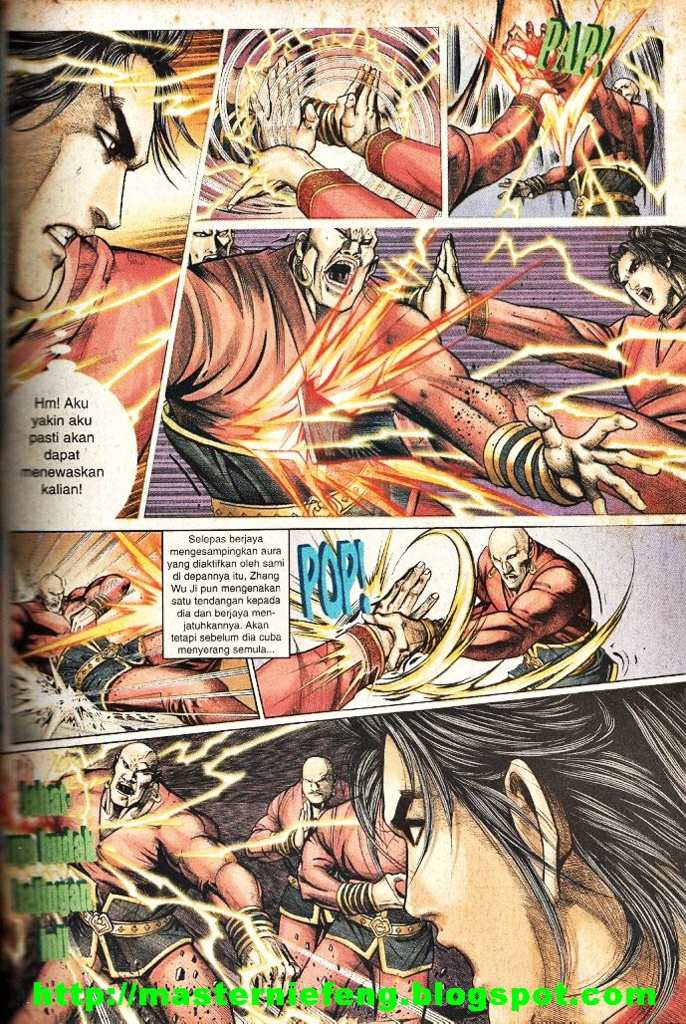 PAP!
Hm! Aku
yakin aku
pasti akan
dapat
menewaskan
kalian!
Selepas berjaya
mengesampingkan aura
yang diaktifkan oleh sami
di depannya itu, Zhang
Wu Ji pun mengenakan
satu tendangan kepada
dia dan berjaya men-
jatuhkannya. Akan
tetapi sebelum dia cuba
menyerang semula...
POP!
http://masterniefeng.blogspot.com